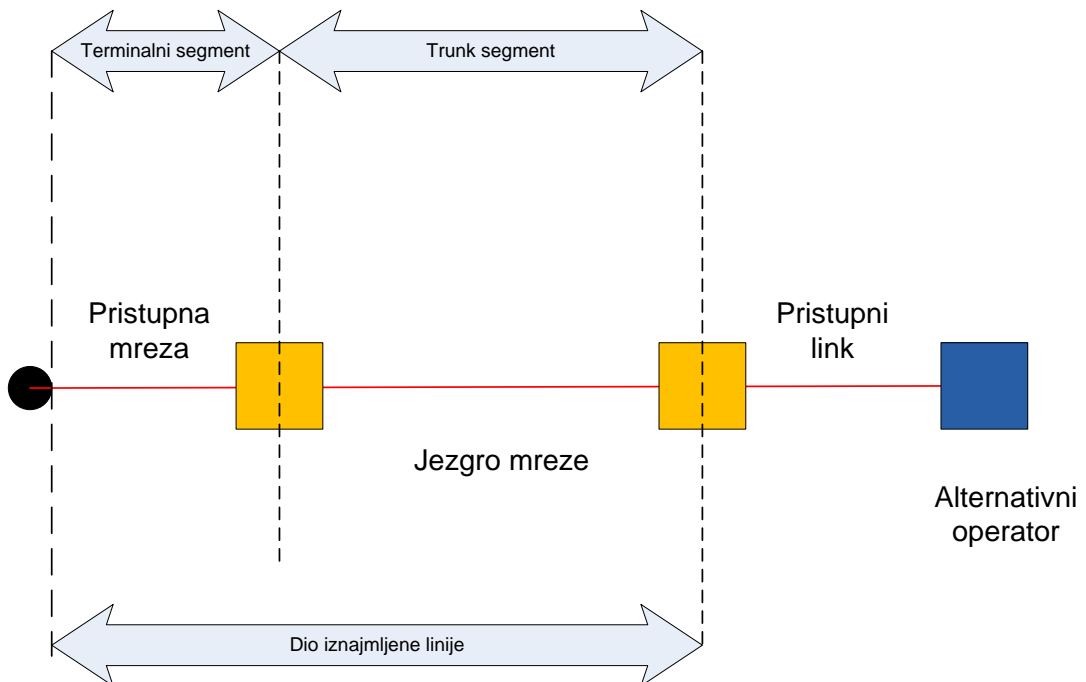 Terminalni segment
Trunk segment
Pristupna
mreza
Pristupni
link
Jezgro mreze
Alternativni
operator
Dio iznajmljene linije